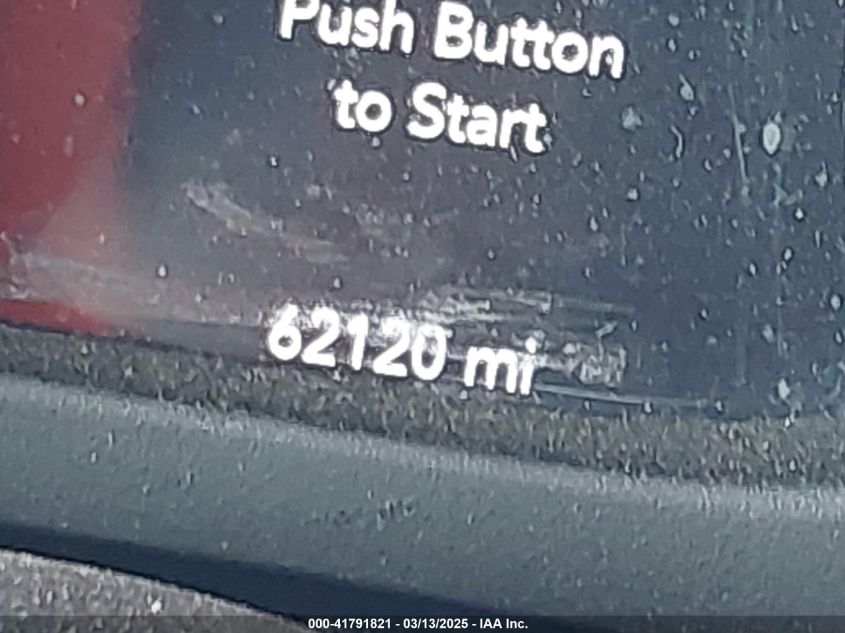 Push Button
to Start
62120 mi
000-41791821 - 03/13/2025 - IAA Inc.